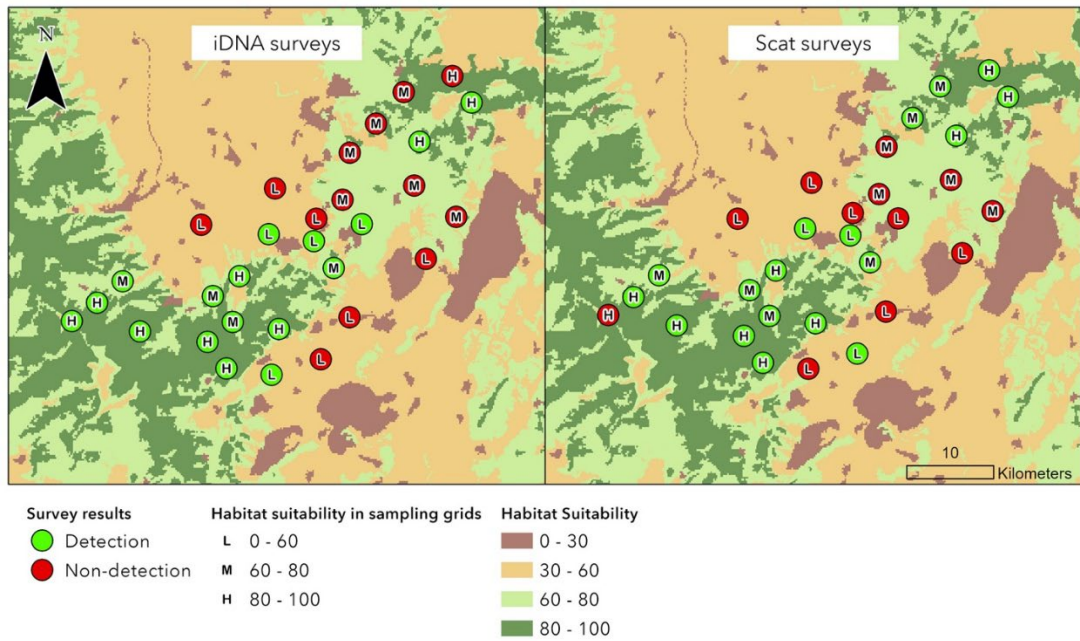 N
iDNA surveys
H
M
H
M
H
M
M
L
M
M
L
L
L
L
L
L
M
H
M
M
H
L
H
M
H
H
H
L
H
L
Scat surveys
H
M
H
M
H
M
M
L
M
M
L
L
L
L
L
L
M
H
M
M
H
L
H
M
H
H
H
L
H
L
10
Kilometers
Survey results
Detection
Non-detection
Habitat suitability in sampling grids
L 0 - 60
M 60 - 80
H 80 - 100
Habitat Suitability
0 - 30
30 - 60
60 - 80
80 - 100